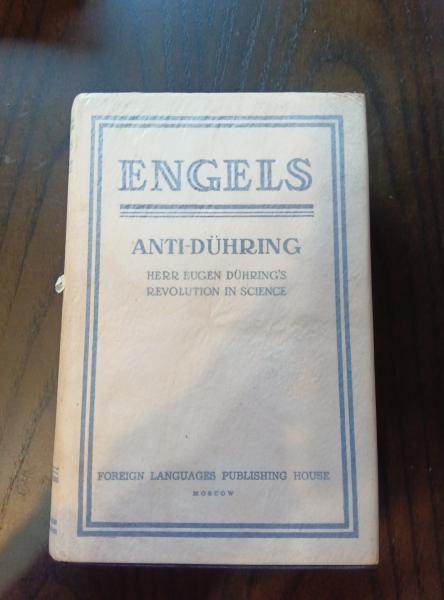 ENGELS
ANTI-DÜHRING
HERR EUGEN DÜHRING'S
REVOLUTION IN SCIENCE
FOREIGN LANGUAGES PUBLISHING HOUSE
MOSCOW